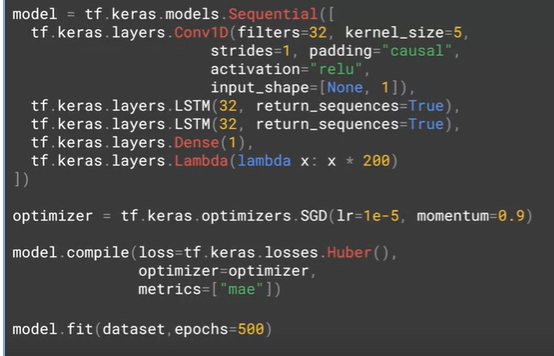 model = tf.keras.models.Sequential([
  tf.keras.layers.Conv1D(filters=32, kernel_size=5,
                      strides=1, padding="causal",
                      activation="relu",
                      input_shape=[None, 1]),
  tf.keras.layers.LSTM(32, return_sequences=True),
  tf.keras.layers.LSTM(32, return_sequences=True),
  tf.keras.layers.Dense(1),
  tf.keras.layers.Lambda(lambda x: x * 200)
])
optimizer = tf.keras.optimizers.SGD(lr=1e-5, momentum=0.9)
model.compile(loss=tf.keras.losses.Huber(),
              optimizer=optimizer,
              metrics=["mae"])
model.fit(dataset,epochs=500)